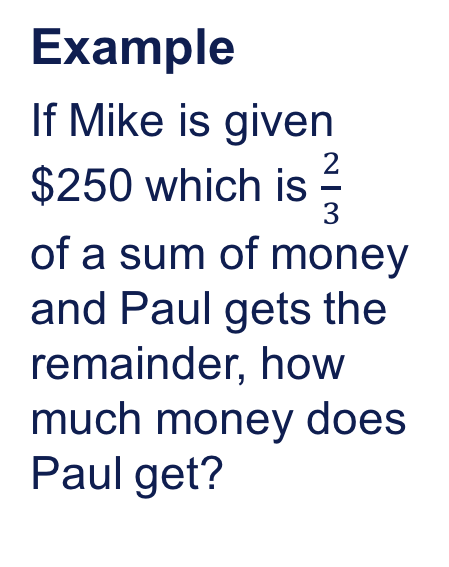 Example
If Mike is given
$250 which is 2/3
of a sum of money
and Paul gets the
remainder, how
much money does
Paul get?